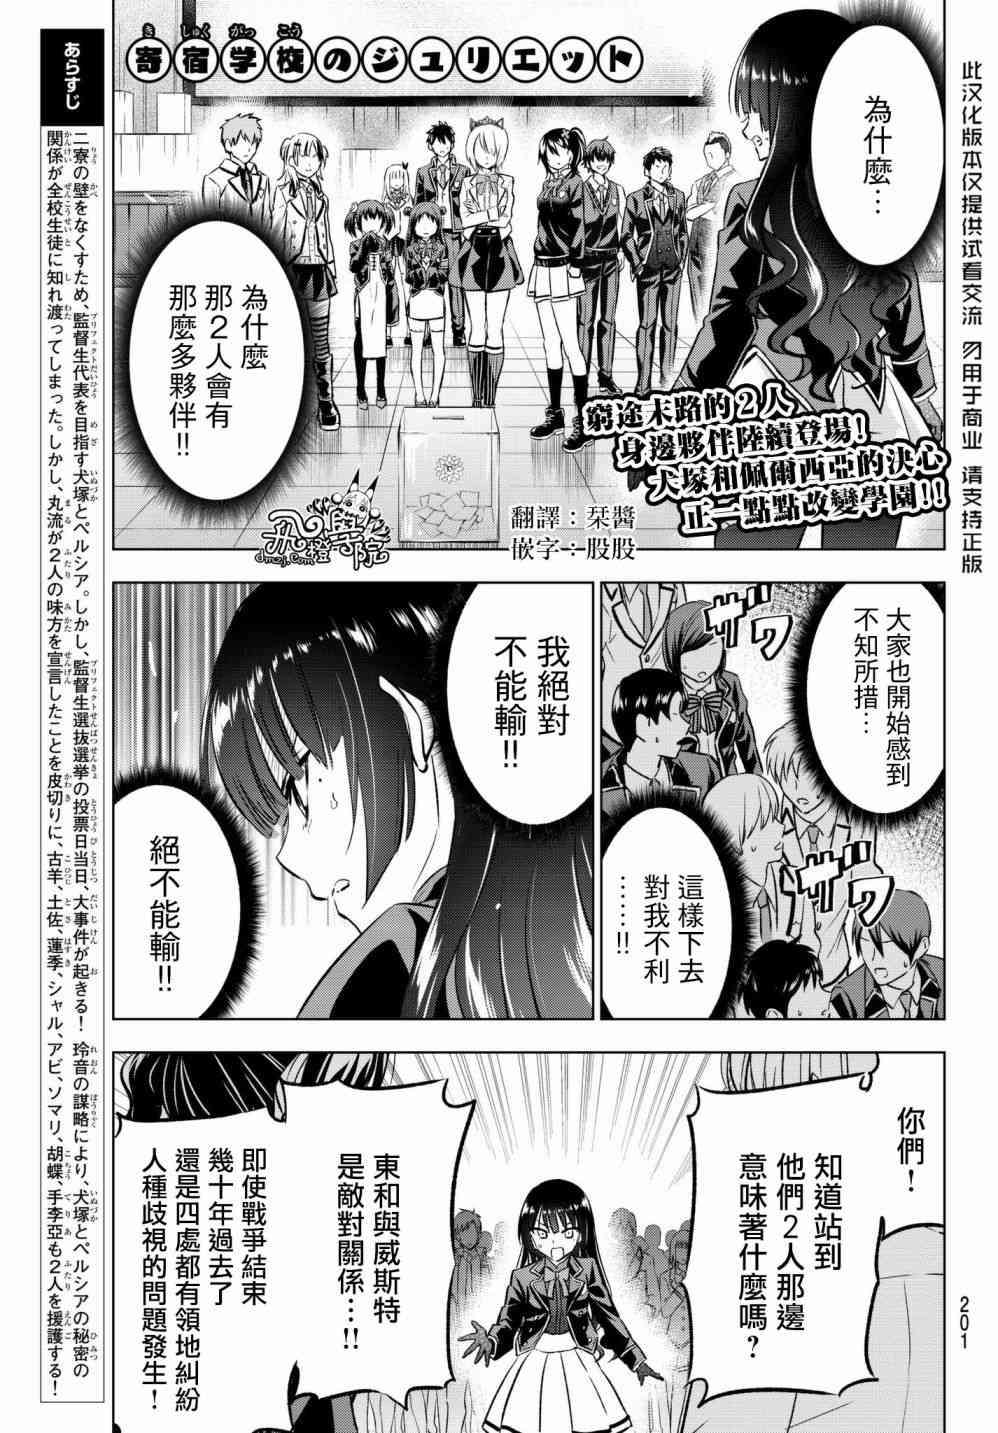 寄宿学校のジュリエット
き しゅく がっ こう
為什麼…
為什麼
那2人會有
那麼多夥伴!!
窮途末路的2人
身邊夥伴陸續登場!
犬塚和佩爾西亞的決心
正一點點改變學園!!
翻譯：栞醬
嵌字：股股
dmzj.com
大家也開始感到
不知所措…
ザワ
這樣下去
對我不利
……!!
ザワ
我絕對
不能輸!!
絕不能輸!!
你們!
知道站到
他們2人那邊
意味著什麼嗎?
東和與威斯特
是敵對關係…!!
即使戰爭結束
幾十年過去了
還是四處都有領地糾紛
人種歧視的問題發生!
あらすじ
二寮の壁をなくすため、監督生代表を目指す犬塚とペルシア。しかし、監督生選抜選挙の投票日当日、大事件が起きる! 玲音の謀略により、犬塚とペルシアの秘密の
関係が全校生徒に知れ渡ってしまった。しかし、丸流が2人の味方を宣言したことを皮切りに、古羊、土佐、蓮季、シャル、アビ、ソマリ、胡蝶、手李亞も2人を援護する!
此汉化版本仅提供试看交流 勿用于商业 请支持正版
201